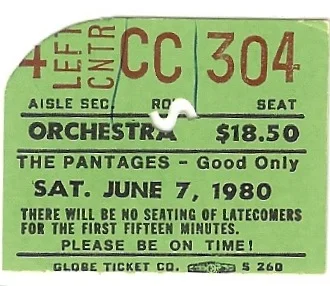 4 LEFT CNTR CC 304
AISLE SEC. ROW SEAT
ORCHESTRA $18.50
THE PANTAGES - Good Only
SAT. JUNE 7, 1980
THERE WILL BE NO SEATING OF LATECOMERS
FOR THE FIRST FIFTEEN MINUTES.
PLEASE BE ON TIME!
GLOBE TICKET CO. S 260